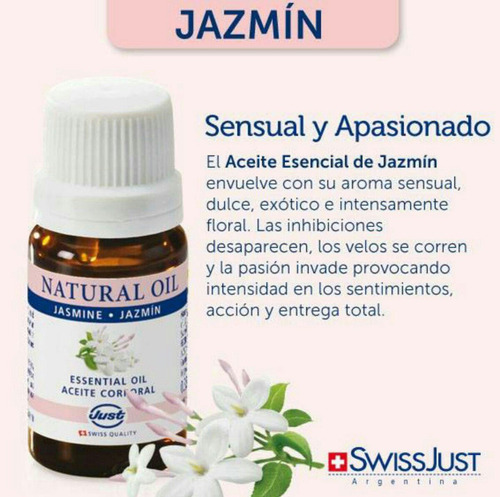 JAZMÍN
Sensual y Apasionado
El Aceite Esencial de Jazmín
envuelve con su aroma sensual,
dulce, exótico e intensamente
floral. Las inhibiciones
desaparecen, los velos se corren
y la pasión invade provocando
intensidad en los sentimientos,
acción y entrega total.
NATURAL OIL
JASMINE • JAZMÍN
ESSENTIAL OIL
ACEITE CORPORAL
Just
SWISS QUALITY
SWISSJUST
Argentina